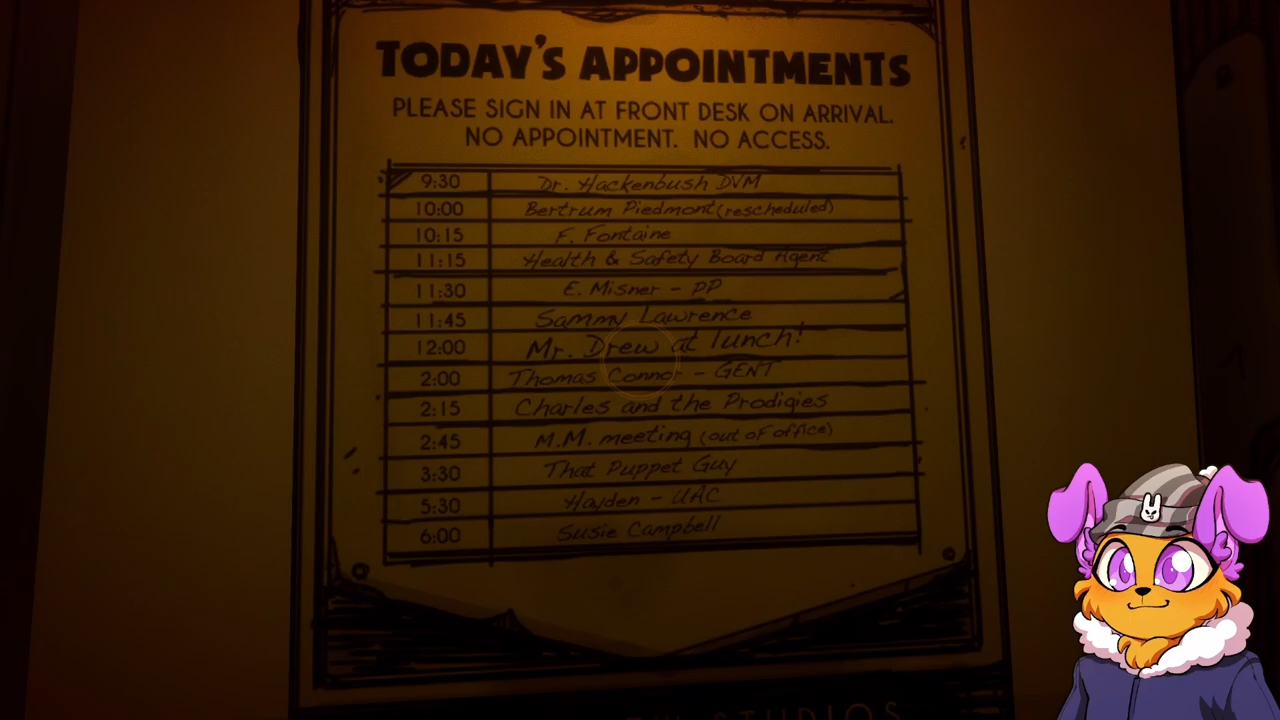 TODAY'S APPOINTMENTS
PLEASE SIGN IN AT FRONT DESK ON ARRIVAL.
NO APPOINTMENT. NO ACCESS.
9:30 Dr. Hackenbush DVM
10:00 Bertrum Piedmont (rescheduled)
10:15 F. Fontaine
11:15 Health & Safety Board Agent
11:30 E. Misner - PP
11:45 Sammy Lawrence
12:00 Mr. Drew at lunch!
2:00 Thomas Connor - GENT
2:15 Charles and the Prodigies
2:45 M.M. meeting (out of office)
3:30 That Puppet Guy
5:30 Hayden - UAC
6:00 Susie Campbell
STUDIOS